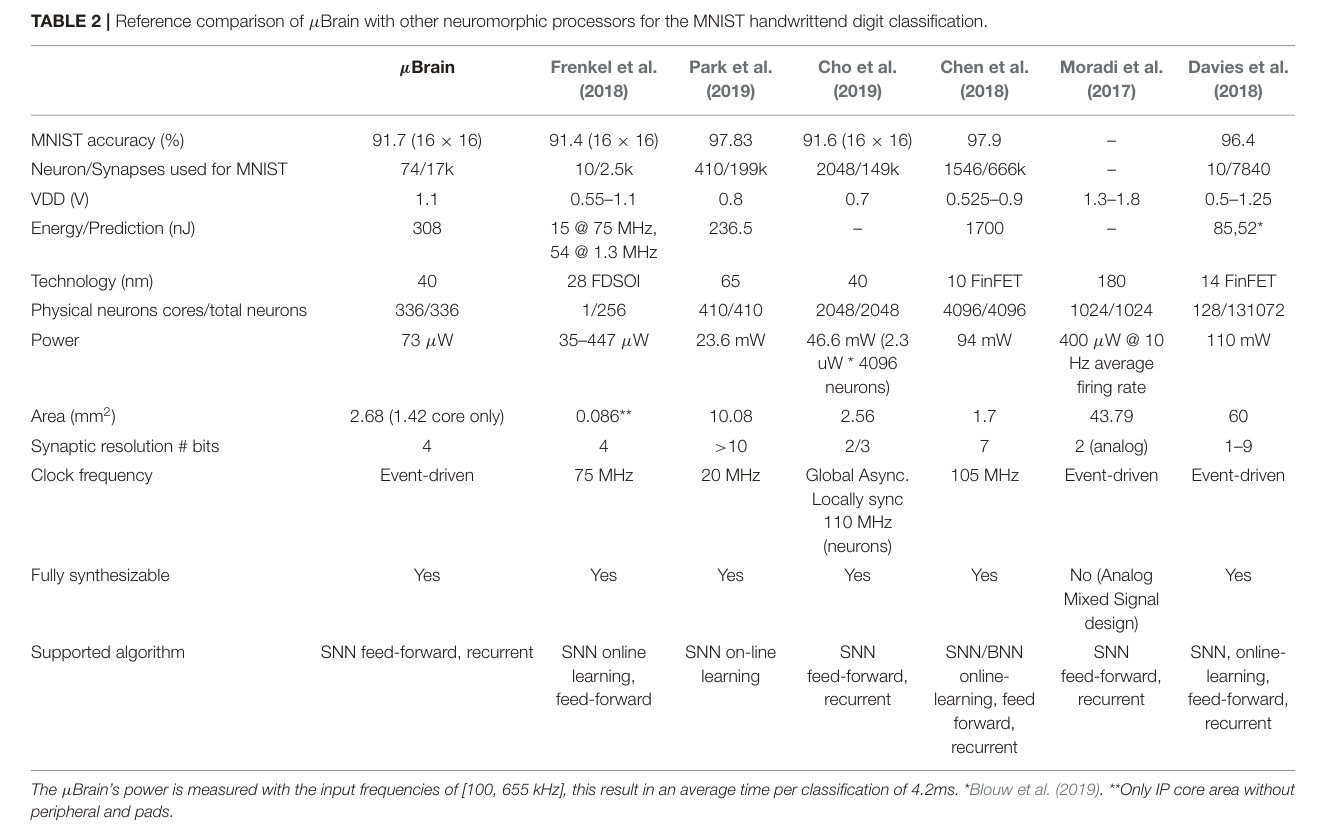 TABLE 2 | Reference comparison of μBrain with other neuromorphic processors for the MNIST handwrittend digit classification.
μBrain Frenkel et al. (2018) Park et al. (2019) Cho et al. (2019) Chen et al. (2018) Moradi et al. (2017) Davies et al. (2018)
MNIST accuracy (%) 91.7 (16 × 16) 91.4 (16 × 16) 97.83 91.6 (16 × 16) 97.9 – 96.4
Neuron/Synapses used for MNIST 74/17k 10/2.5k 410/199k 2048/149k 1546/666k – 10/7840
VDD (V) 1.1 0.55–1.1 0.8 0.7 0.525–0.9 1.3–1.8 0.5–1.25
Energy/Prediction (nJ) 308 15 @ 75 MHz, 54 @ 1.3 MHz 236.5 – 1700 – 85,52*
Technology (nm) 40 28 FDSOI 65 40 10 FinFET 180 14 FinFET
Physical neurons cores/total neurons 336/336 1/256 410/410 2048/2048 4096/4096 1024/1024 128/131072
Power 73 μW 35–447 μW 23.6 mW 46.6 mW (2.3 uW * 4096 neurons) 94 mW 400 μW @ 10 Hz average firing rate 110 mW
Area (mm²) 2.68 (1.42 core only) 0.086** 10.08 2.56 1.7 43.79 60
Synaptic resolution # bits 4 4 >10 2/3 7 2 (analog) 1–9
Clock frequency Event-driven 75 MHz 20 MHz Global Async. Locally sync 110 MHz (neurons) 105 MHz Event-driven Event-driven
Fully synthesizable Yes Yes Yes Yes Yes No (Analog Mixed Signal design) Yes
Supported algorithm SNN feed-forward, recurrent SNN online learning, feed-forward SNN on-line learning SNN feed-forward, recurrent SNN/BNN online-learning, feed forward, recurrent SNN feed-forward, recurrent SNN, online-learning, feed-forward, recurrent
The μBrain's power is measured with the input frequencies of [100, 655 kHz], this result in an average time per classification of 4.2ms. *Blouw et al. (2019). **Only IP core area without
peripheral and pads.